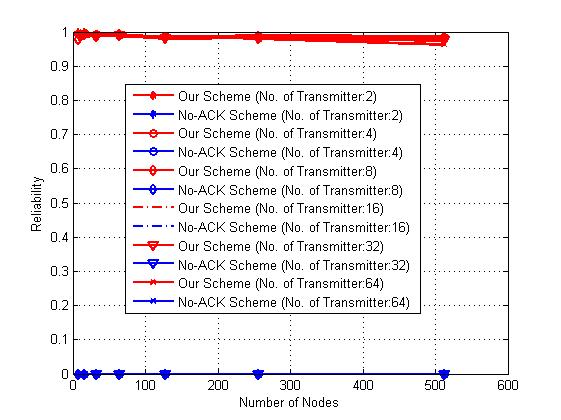 1
0.9
0.8
0.7
0.6
0.5
0.4
0.3
0.2
0.1
0
Reliability
Our Scheme (No. of Transmitter:2)
No-ACK Scheme (No. of Transmitter:2)
Our Scheme (No. of Transmitter:4)
No-ACK Scheme (No. of Transmitter:4)
Our Scheme (No. of Transmitter:8)
No-ACK Scheme (No. of Transmitter:8)
Our Scheme (No. of Transmitter:16)
No-ACK Scheme (No. of Transmitter:16)
Our Scheme (No. of Transmitter:32)
No-ACK Scheme (No. of Transmitter:32)
Our Scheme (No. of Transmitter:64)
No-ACK Scheme (No. of Transmitter:64)
0 100 200 300 400 500 600
Number of Nodes